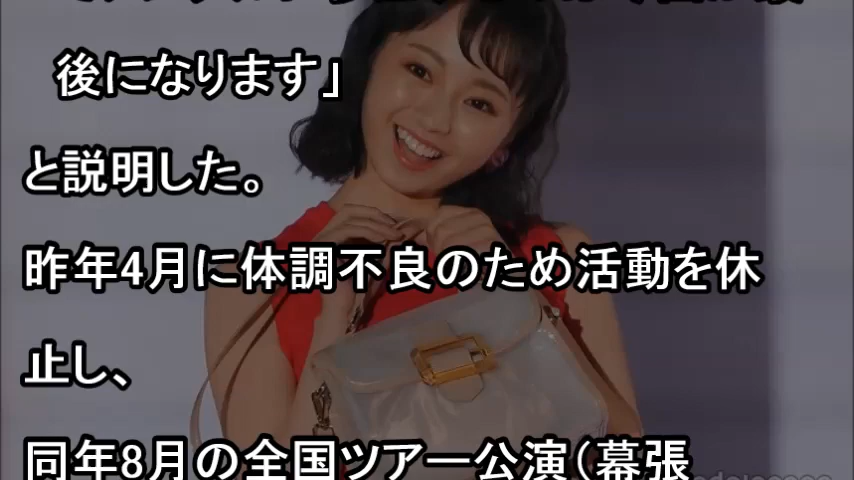 後になります」
と説明した。
昨年4月に体調不良のため活動を休
止し、
同年8月の全国ツアー公演（幕張